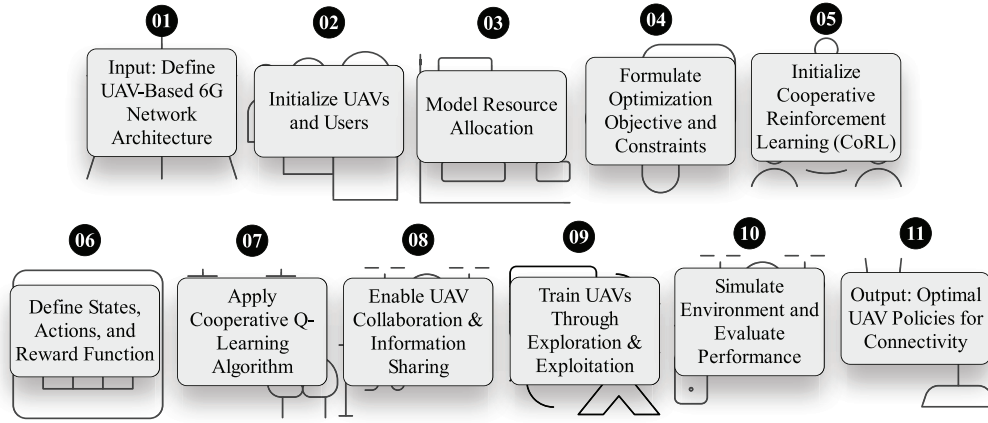 01
Input: Define
UAV-Based 6G
Network
Architecture
02
Initialize UAVs
and Users
03
Model Resource
Allocation
04
Formulate
Optimization
Objective and
Constraints
05
Initialize
Cooperative
Reinforcement
Learning (CoRL)
06
Define States,
Actions, and
Reward Function
07
Apply
Cooperative Q-
Learning
Algorithm
08
Enable UAV
Collaboration &
Information
Sharing
09
Train UAVs
Through
Exploration &
Exploitation
10
Simulate
Environment and
Evaluate
Performance
11
Output: Optimal
UAV Policies for
Connectivity